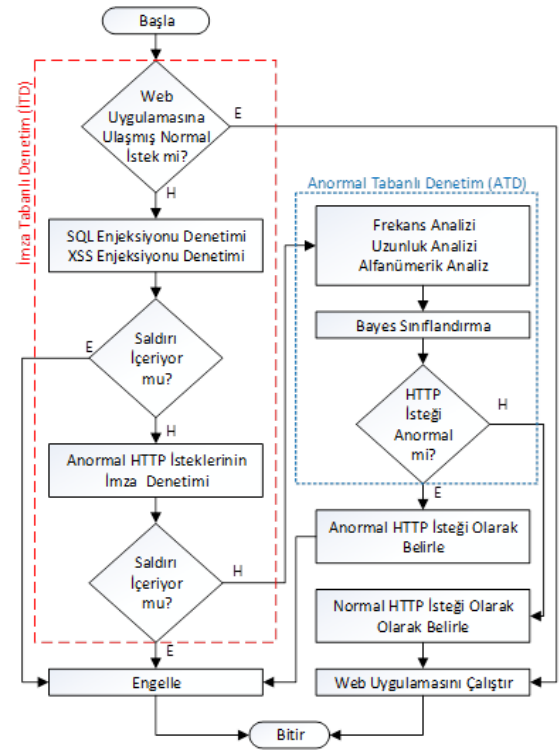 Başla
İmza Tabanlı Denetim (İTD)
Web
Uygulamasına
Ulaşmış Normal
İstek mi?
E
H
SQL Enjeksiyonu Denetimi
XSS Enjeksiyonu Denetimi
Saldırı
İçeriyor
mu?
E
H
Anormal HTTP İsteklerinin
İmza Denetimi
Saldırı
İçeriyor
mu?
H
E
Engelle
Anormal Tabanlı Denetim (ATD)
Frekans Analizi
Uzunluk Analizi
Alfanümerik Analiz
Bayes Sınıflandırma
HTTP
İsteği
Anormal
mi?
H
E
Anormal HTTP İsteği Olarak
Belirle
Normal HTTP İsteği Olarak
Olarak Belirle
Web Uygulamasını Çalıştır
Bitir